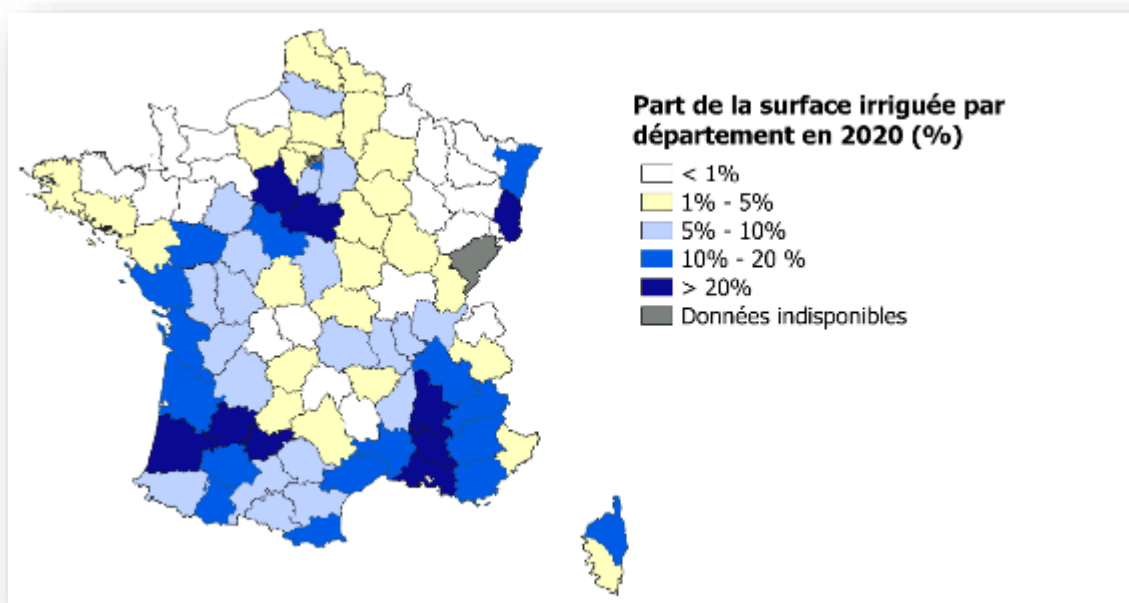 Part de la surface irriguée par
département en 2020 (%)
< 1%
1% - 5%
5% - 10%
10% - 20 %
> 20%
Données indisponibles